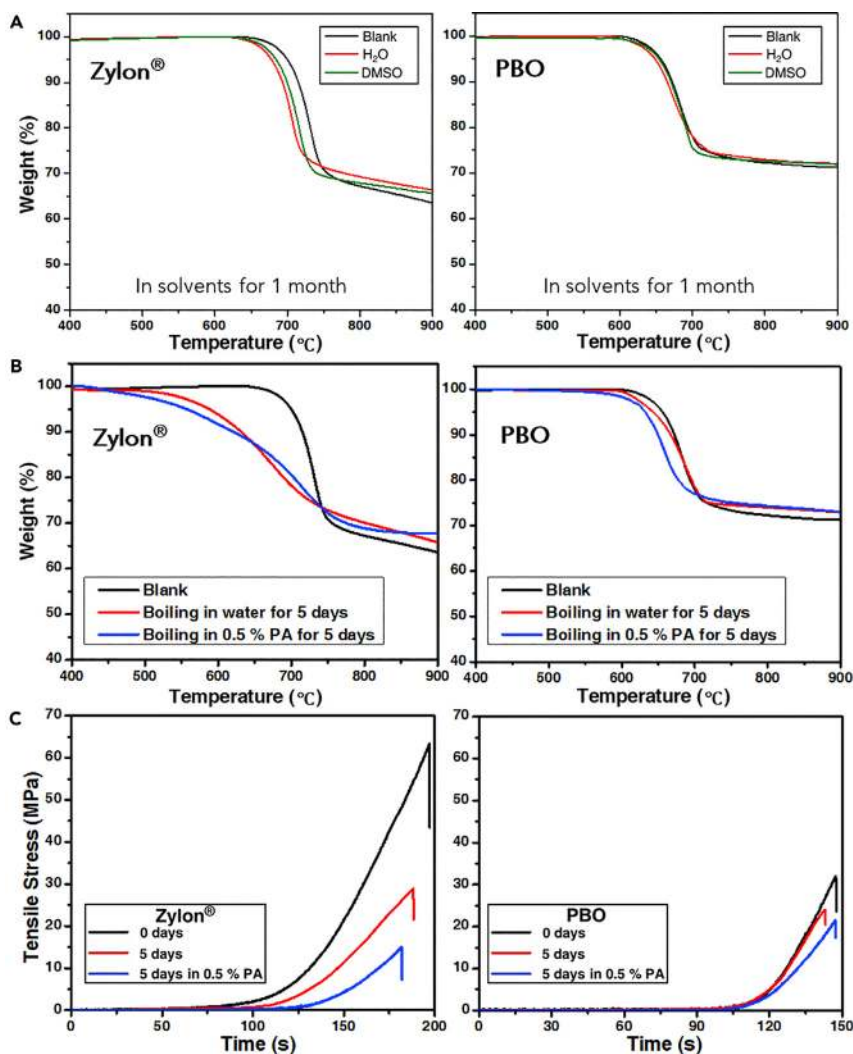 A
100
90
80
70
60
50
40
Weight (%)
Zylon®
Blank
H₂O
DMSO
In solvents for 1 month
400 500 600 700 800 900
Temperature (°C)
PBO
Blank
H₂O
DMSO
100
90
80
70
60
50
40
In solvents for 1 month
400 500 600 700 800 900
Temperature (°C)
B
100
90
80
70
60
50
40
Weight (%)
Zylon®
Blank
Boiling in water for 5 days
Boiling in 0.5 % PA for 5 days
400 500 600 700 800 900
Temperature (°C)
100
90
80
70
60
50
40
PBO
Blank
Boiling in water for 5 days
Boiling in 0.5 % PA for 5 days
400 500 600 700 800 900
Temperature (°C)
C
70
60
50
40
30
20
10
0
Tensile Stress (MPa)
Zylon®
0 days
5 days
5 days in 0.5 % PA
0 50 100 150 200
Time (s)
70
60
50
40
30
20
10
0
PBO
0 days
5 days
5 days in 0.5 % PA
0 30 60 90 120 150
Time (s)